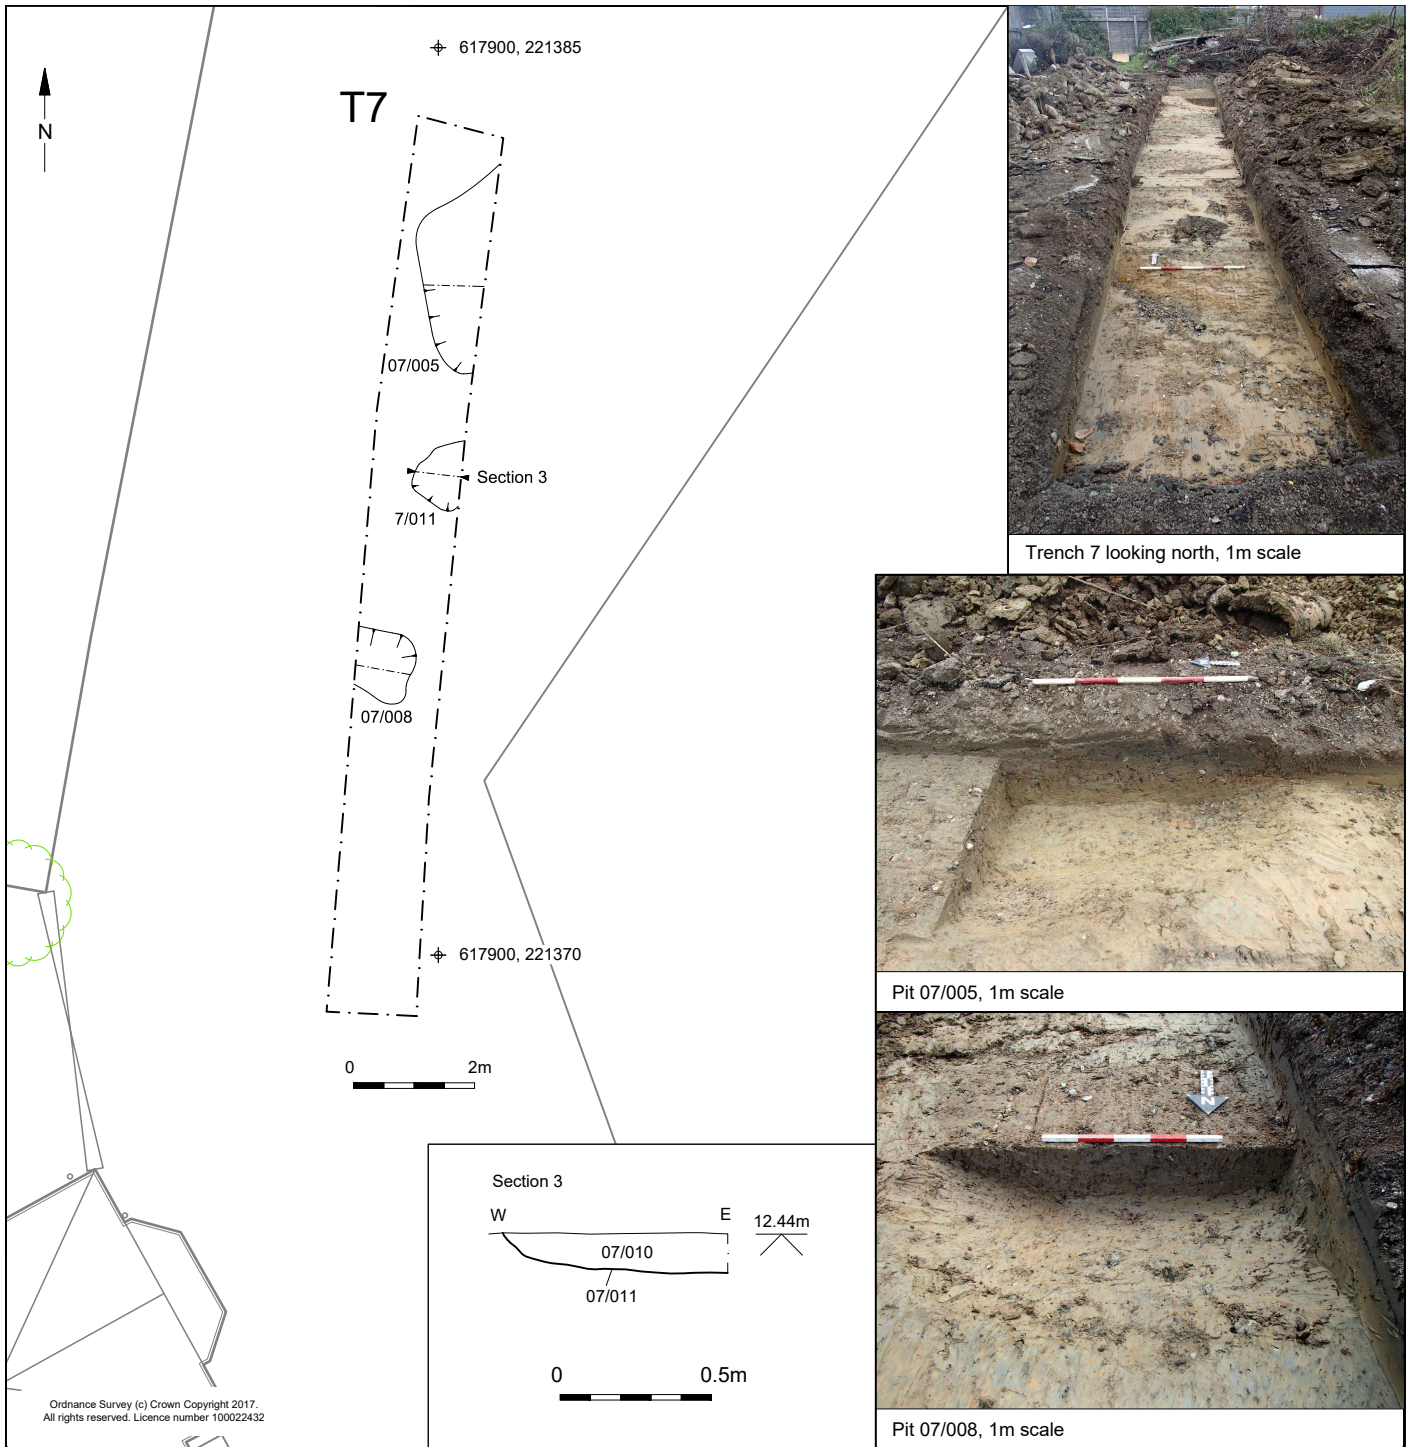 617900, 221385
T7
N
07/005
Section 3
7/011
07/008
617900, 221370
0 2m
Trench 7 looking north, 1m scale
Pit 07/005, 1m scale
Section 3
W E 12.44m
07/010
07/011
0 0.5m
N
Pit 07/008, 1m scale
Ordnance Survey (c) Crown Copyright 2017.
All rights reserved. Licence number 100022432